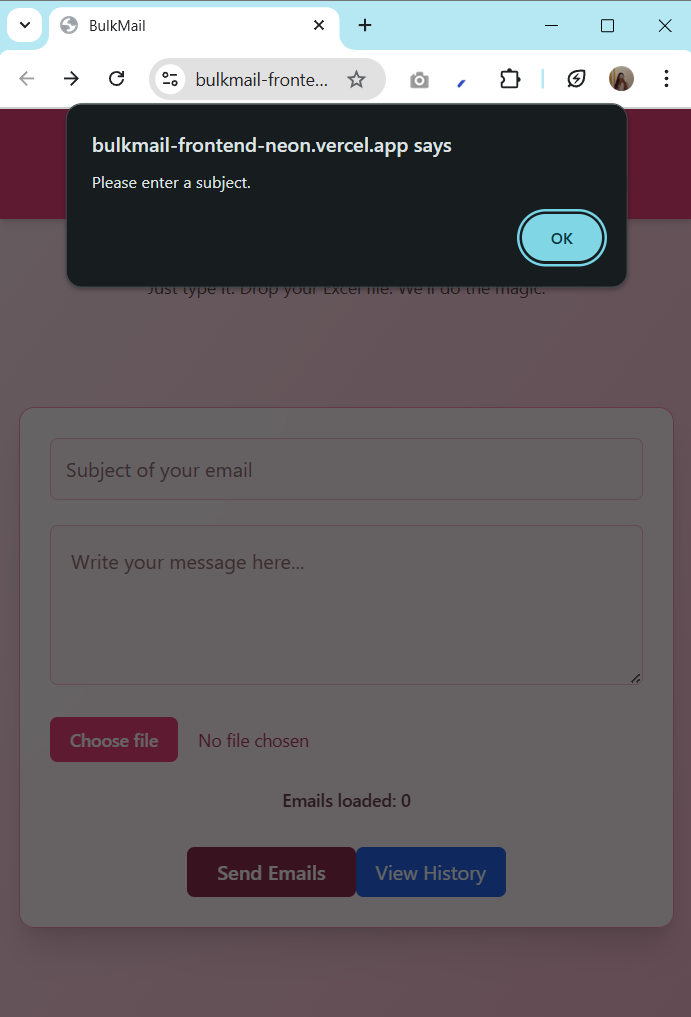 BulkMail
bulkmail-fronte...
bulkmail-frontend-neon.vercel.app says
Please enter a subject.
OK
Just type it. Drop your Excel file. We'll do the magic.
Subject of your email
Write your message here...
Choose file No file chosen
Emails loaded: 0
Send Emails View History